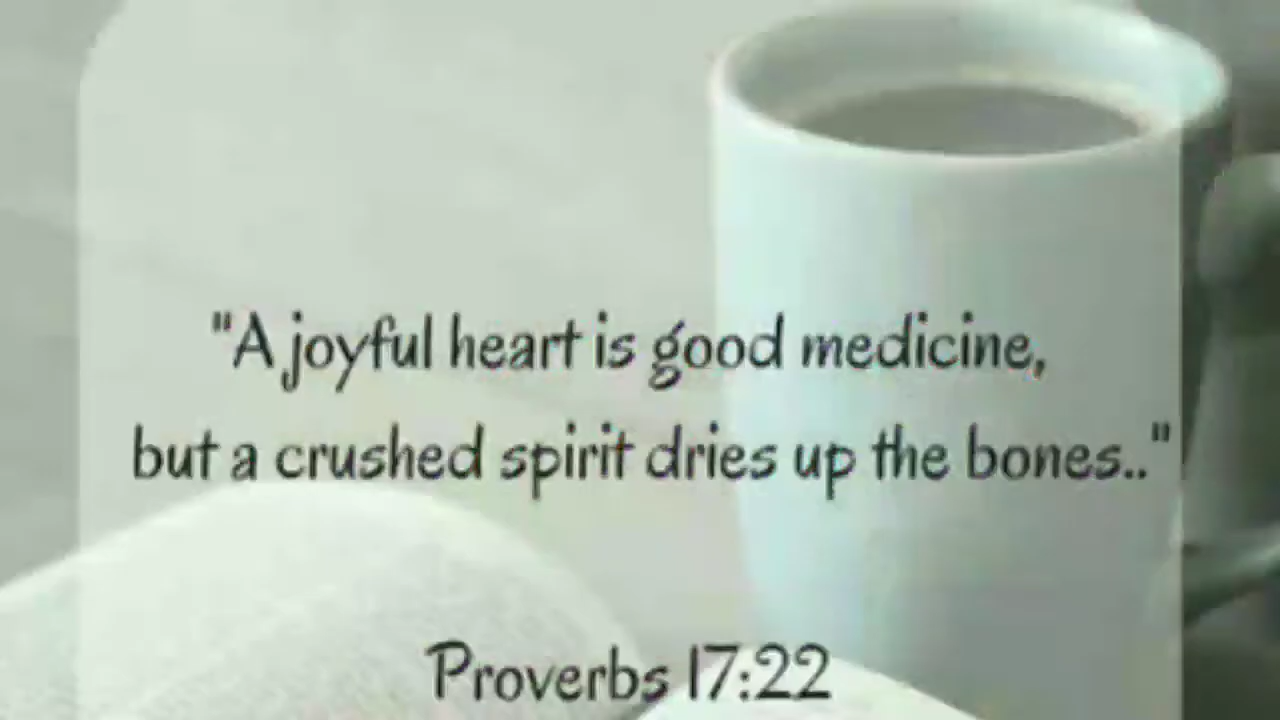 "A joyful heart is good medicine,
but a crushed spirit dries up the bones.."
Proverbs 17:22